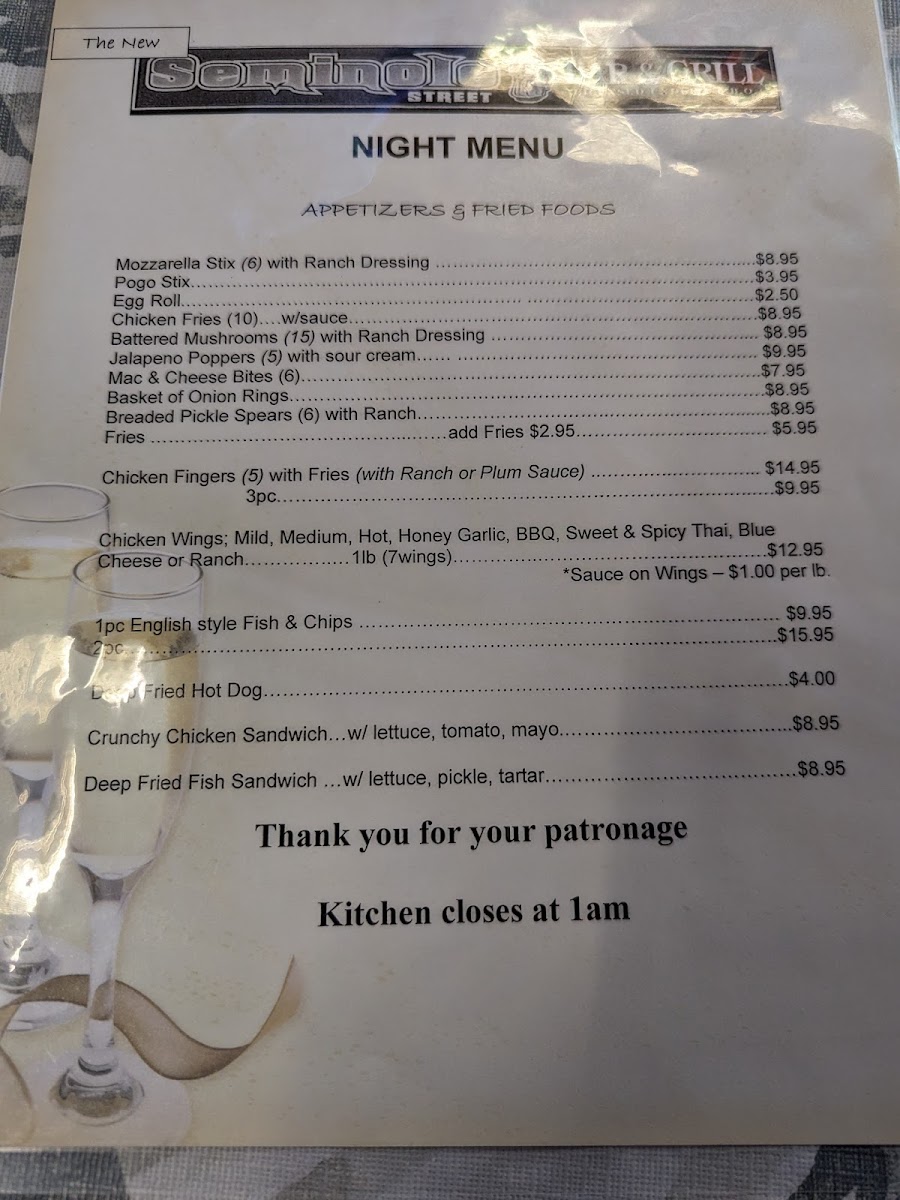 The New
Seminole STREET BAR & GRILL
NIGHT MENU
APPETIZERS & FRIED FOODS
Mozzarella Stix (6) with Ranch Dressing ........................................................................$8.95
Pogo Stix.........................................................................................................................$3.95
Egg Roll..........................................................................................................................$2.50
Chicken Fries (10)....w/sauce........................................................................................$8.95
Battered Mushrooms (15) with Ranch Dressing ........................................................... $8.95
Jalapeno Poppers (5) with sour cream...... .................................................................. $9.95
Mac & Cheese Bites (6)..................................................................................................$7.95
Basket of Onion Rings....................................................................................................$8.95
Breaded Pickle Spears (6) with Ranch...........................................................................$8.95
Fries ................................................add Fries $2.95...................................... $5.95
Chicken Fingers (5) with Fries (with Ranch or Plum Sauce) ..................................... $14.95
3pc.....................................................................................................$9.95
Chicken Wings; Mild, Medium, Hot, Honey Garlic, BBQ, Sweet & Spicy Thai, Blue
Cheese or Ranch.................. 1lb (7wings)...............................................................$12.95
*Sauce on Wings – $1.00 per lb.
1pc English style Fish & Chips .................................................................................. $9.95
2pc .................................................................................................................$15.95
Deep Fried Hot Dog...........................................................................................$4.00
Crunchy Chicken Sandwich...w/ lettuce, tomato, mayo..........................................$8.95
Deep Fried Fish Sandwich ...w/ lettuce, pickle, tartar.............................................$8.95
Thank you for your patronage
Kitchen closes at 1am